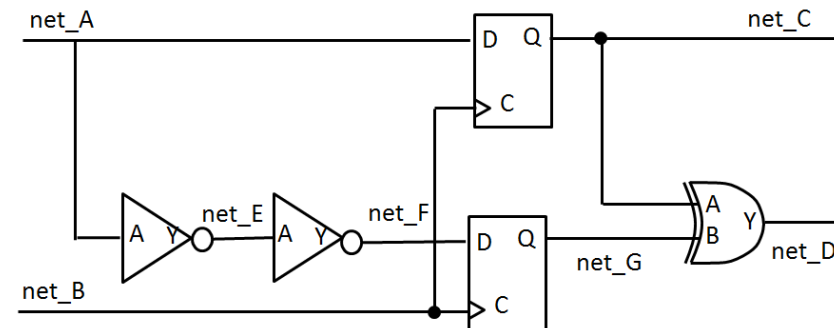 net_A
net_C
D Q
C
net_E
net_F
A Y
A Y
D Q
C
net_G
A
B
Y
net_D
net_B